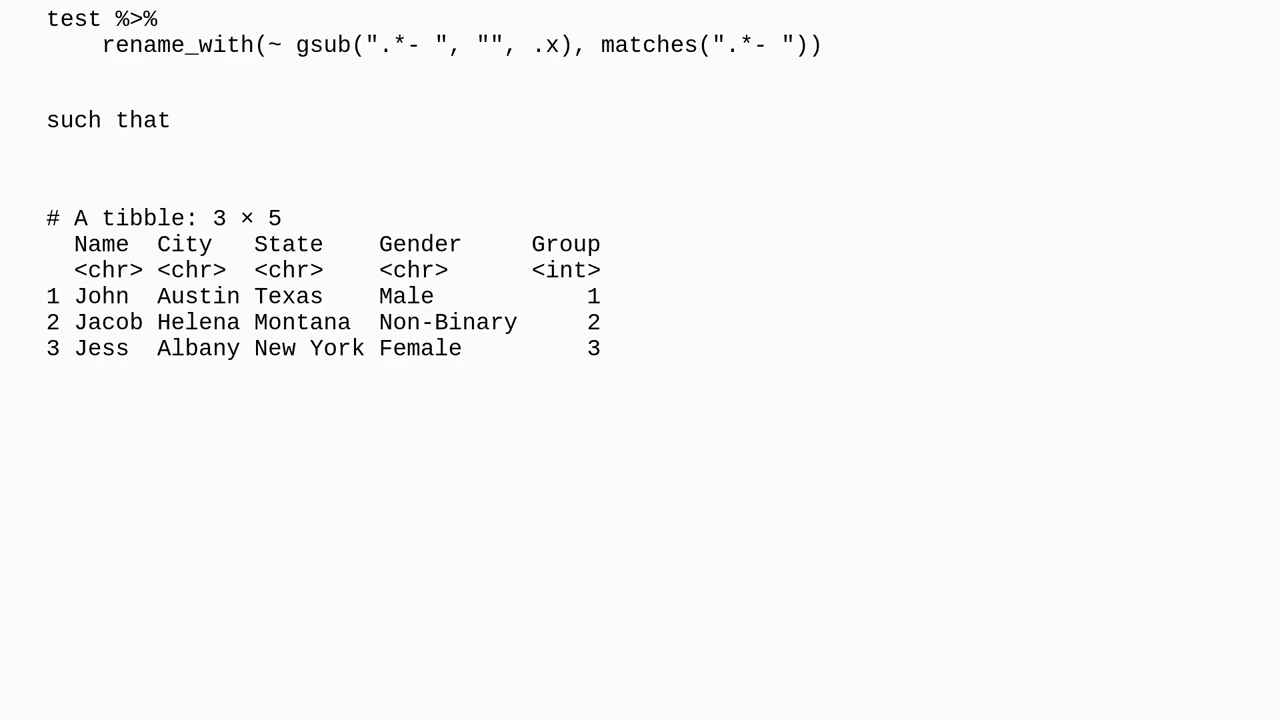 test %>%
    rename_with(~ gsub(".*- ", "", .x), matches(".*- "))
such that
# A tibble: 3 × 5
  Name  City   State    Gender     Group
  <chr> <chr>  <chr>    <chr>      <int>
1 John  Austin Texas    Male           1
2 Jacob Helena Montana  Non-Binary     2
3 Jess  Albany New York Female         3